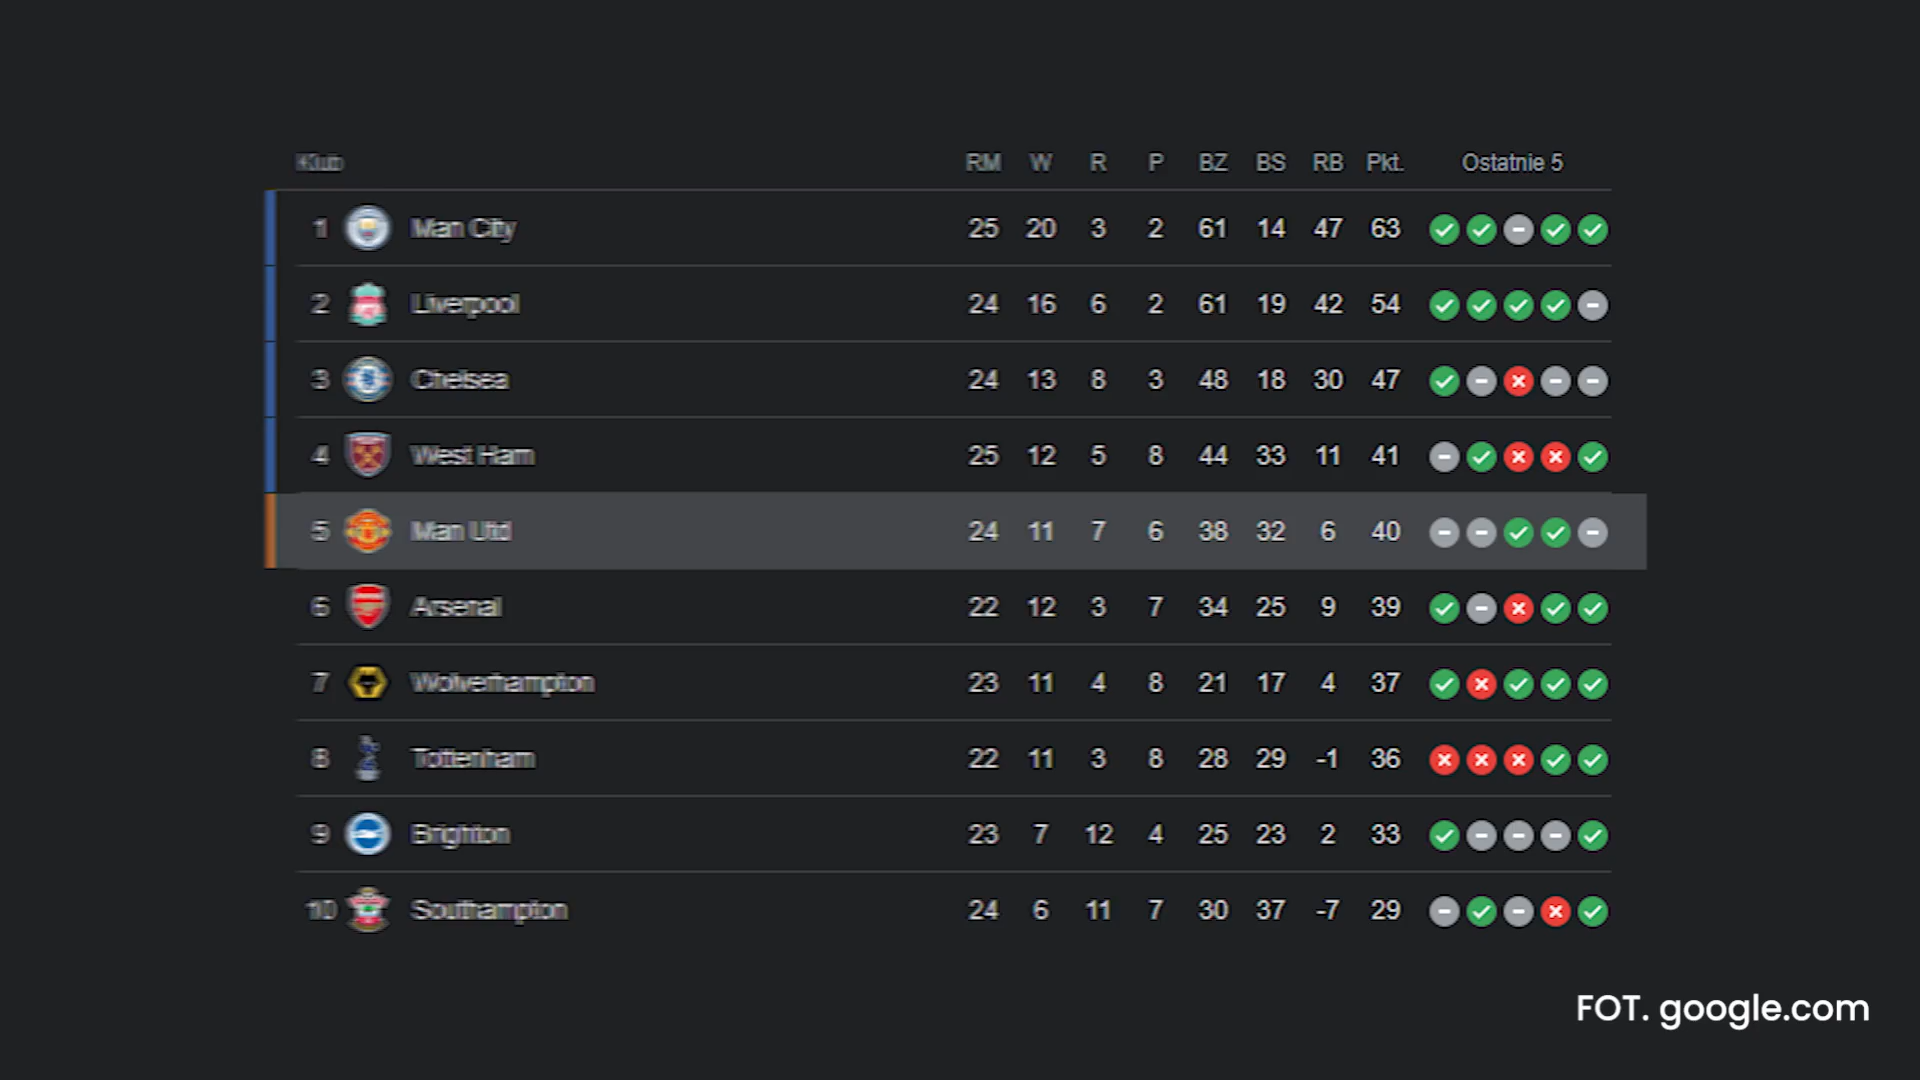 Klub RM W R P BZ BS RB Pkt. Ostatnie 5
1 Man City 25 20 3 2 61 14 47 63
2 Liverpool 24 16 6 2 61 19 42 54
3 Chelsea 24 13 8 3 48 18 30 47
4 West Ham 25 12 5 8 44 33 11 41
5 Man Utd 24 11 7 6 38 32 6 40
6 Arsenal 22 12 3 7 34 25 9 39
7 Wolverhampton 23 11 4 8 21 17 4 37
8 Tottenham 22 11 3 8 28 29 -1 36
9 Brighton 23 7 12 4 25 23 2 33
10 Southampton 24 6 11 7 30 37 -7 29
FOT. google.com